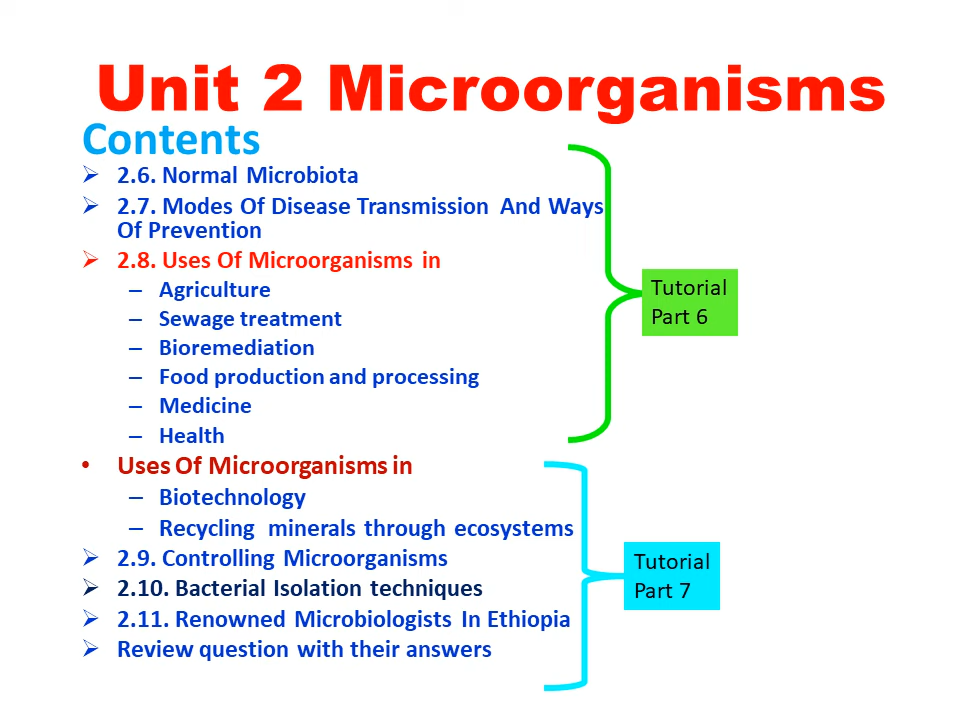 Unit 2 Microorganisms
Contents
➢ 2.6. Normal Microbiota
➢ 2.7. Modes Of Disease Transmission And Ways
Of Prevention
➢ 2.8. Uses Of Microorganisms in
– Agriculture
– Sewage treatment
– Bioremediation
– Food production and processing
– Medicine
– Health
Tutorial
Part 6
• Uses Of Microorganisms in
– Biotechnology
– Recycling minerals through ecosystems
➢ 2.9. Controlling Microorganisms
➢ 2.10. Bacterial Isolation techniques
➢ 2.11. Renowned Microbiologists In Ethiopia
➢ Review question with their answers
Tutorial
Part 7